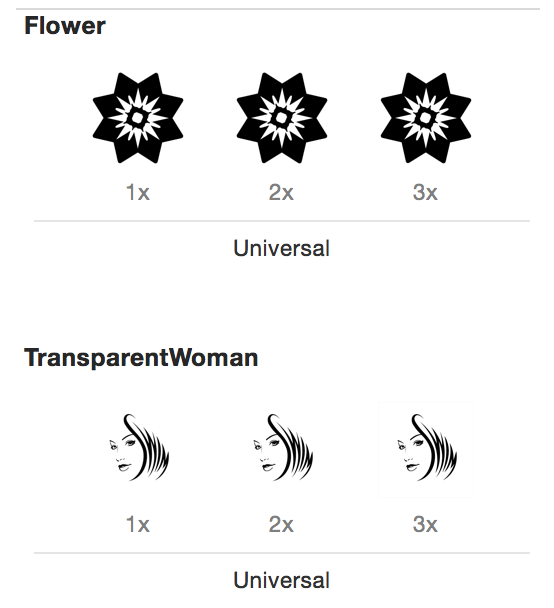 Flower
1x 2x 3x
Universal
TransparentWoman
1x 2x 3x
Universal